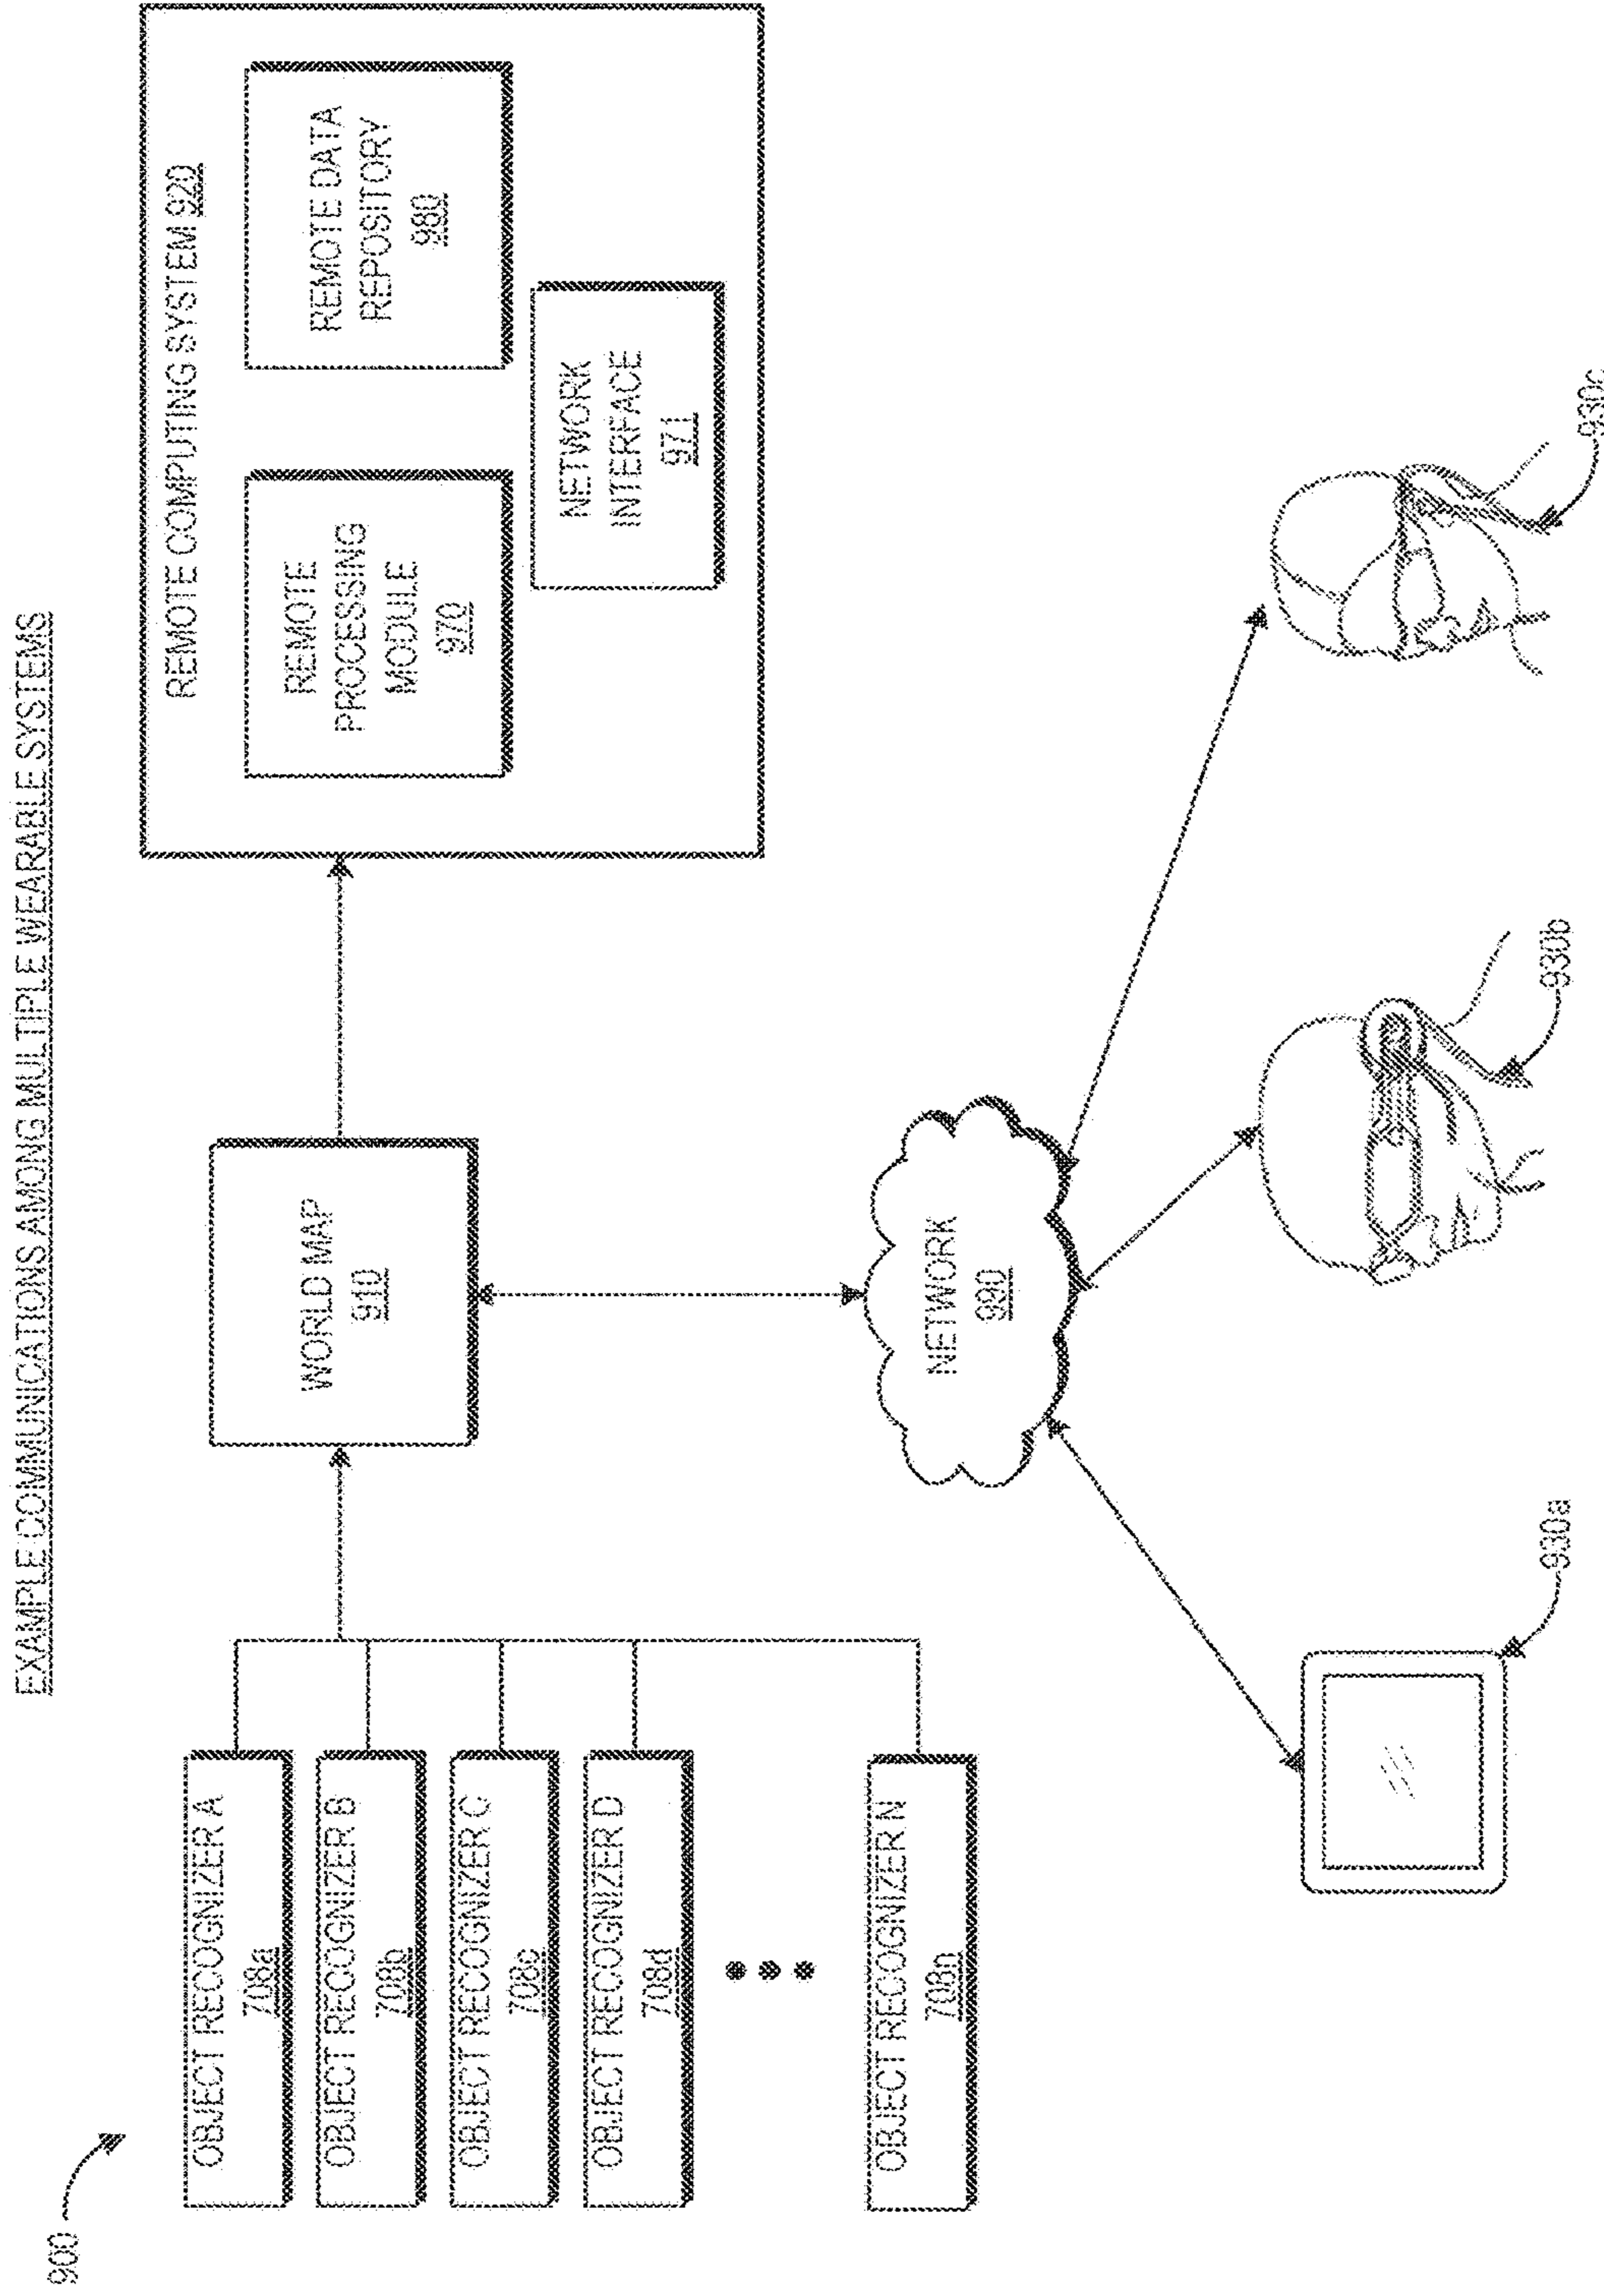 EXAMPLE COMMUNICATIONS AMONG MULTIPLE WEARABLE SYSTEMS
900
OBJECT RECOGNIZER A
708a
OBJECT RECOGNIZER B
708b
OBJECT RECOGNIZER C
708c
OBJECT RECOGNIZER D
708d
OBJECT RECOGNIZER N
708n
WORLD MAP
910
REMOTE COMPUTING SYSTEM 920
REMOTE
PROCESSING
MODULE
970
REMOTE DATA
REPOSITORY
980
NETWORK
INTERFACE
971
NETWORK
990
930a
930b
930c